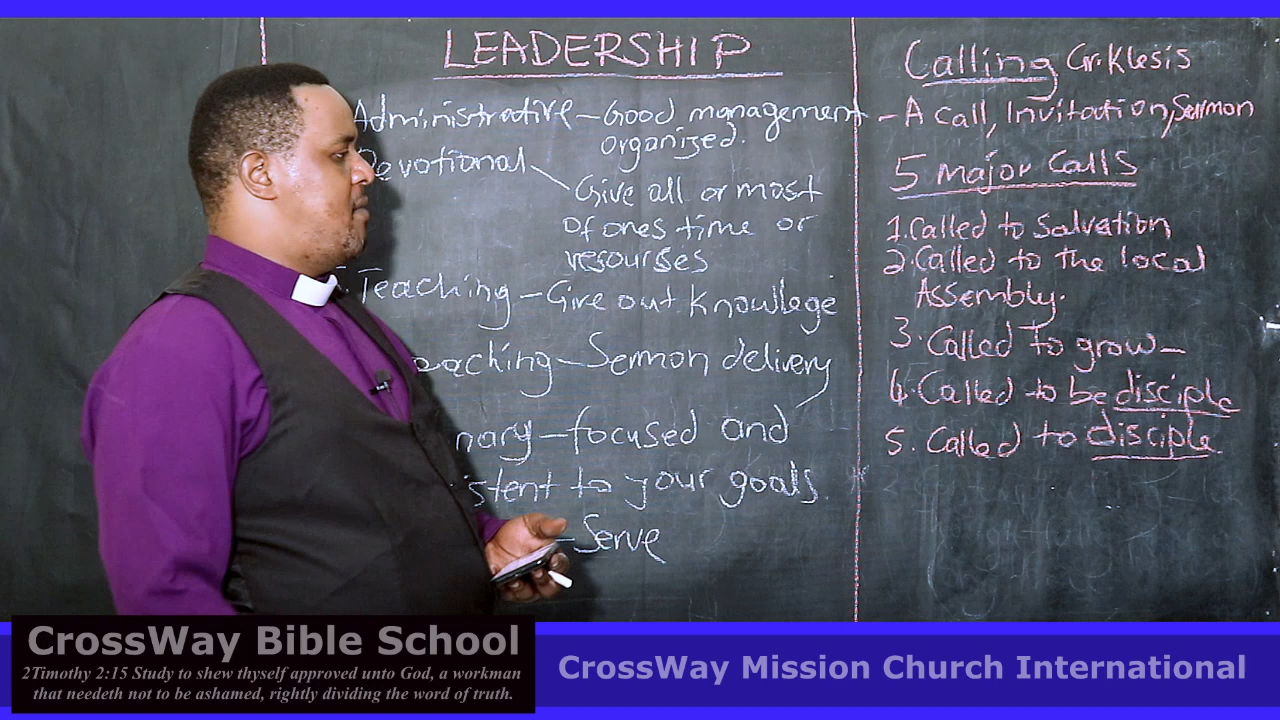 LEADERSHIP
Administrative – Good management
organized.
Devotional
Give all or most
of ones time or
resourses
Teaching – Give out knowlege
eaching – Sermon delivery
nary – focused and
istent to your goals
– Serve
Calling Gr. Klesis
– A call, Invitation, Sermon
5 Major Calls
1. Called to Salvation
2. Called to the local
Assembly.
3. Called to grow –
4. Called to be disciple
5. Called to disciple
CrossWay Bible School
2Timothy 2:15 Study to shew thyself approved unto God, a workman
that needeth not to be ashamed, rightly dividing the word of truth.
CrossWay Mission Church International